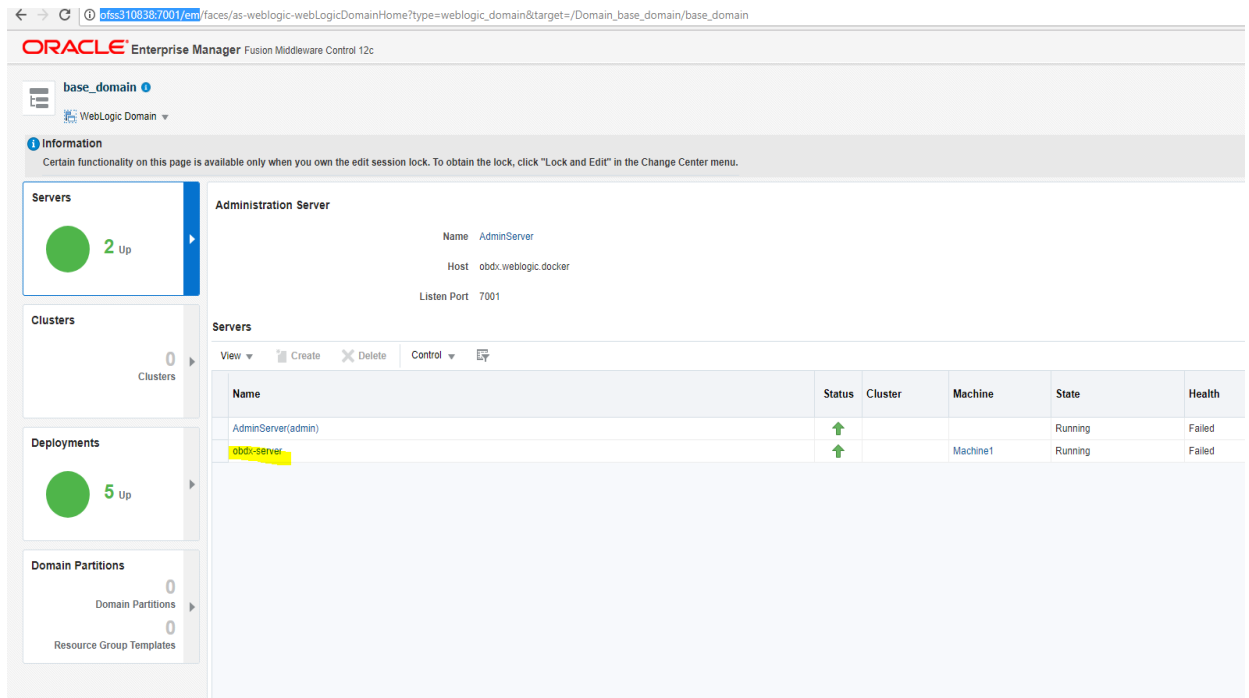 ofss310838:7001/em/faces/as-weblogic-webLogicDomainHome?type=weblogic_domain&target=/Domain_base_domain/base_domain
ORACLE Enterprise Manager Fusion Middleware Control 12c
base_domain
WebLogic Domain
Information
Certain functionality on this page is available only when you own the edit session lock. To obtain the lock, click "Lock and Edit" in the Change Center menu.
Servers
2 Up
Clusters
0
Clusters
Deployments
5 Up
Domain Partitions
0
Domain Partitions
0
Resource Group Templates
Administration Server
Name AdminServer
Host obdx.weblogic.docker
Listen Port 7001
Servers
View Create Delete Control
Name Status Cluster Machine State Health
AdminServer(admin) Running Failed
obdx-server Machine1 Running Failed